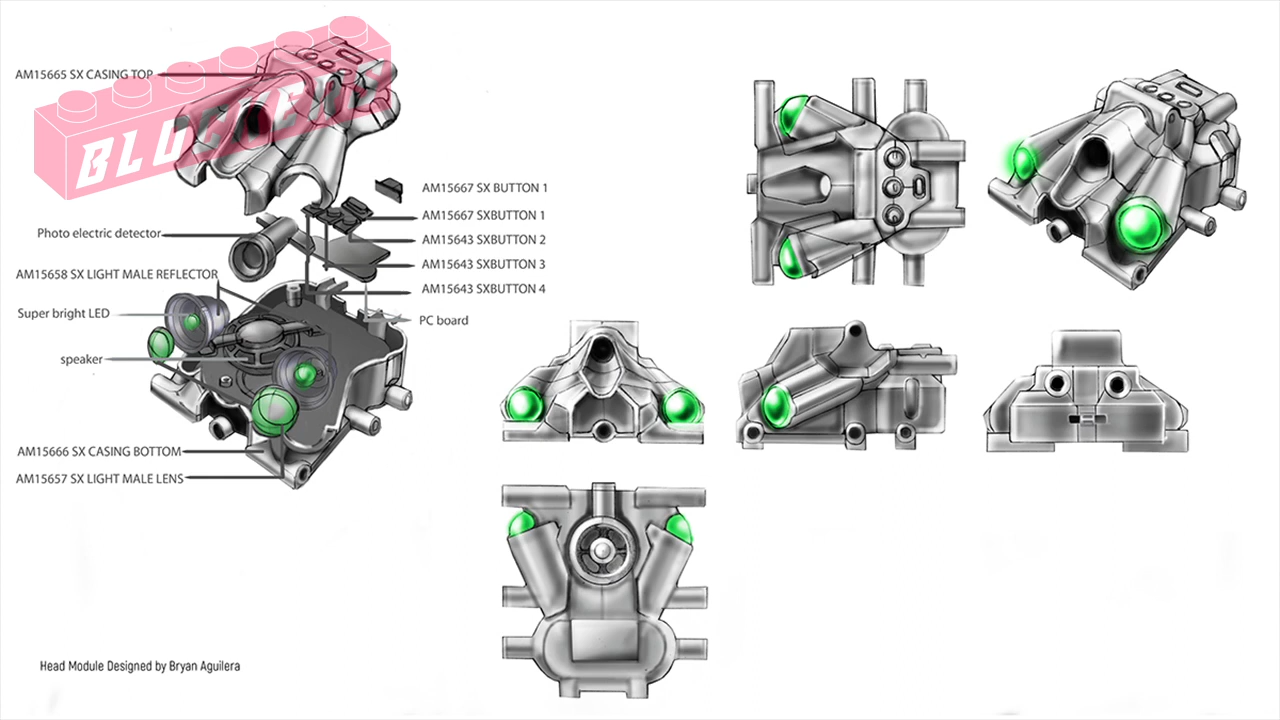 AM15665 SX CASING TOP
AM15667 SX BUTTON 1
AM15667 SXBUTTON 1
Photo electric detector
AM15643 SXBUTTON 2
AM15643 SXBUTTON 3
AM15658 SX LIGHT MALE REFLECTOR
AM15643 SXBUTTON 4
Super bright LED
PC board
speaker
AM15666 SX CASING BOTTOM
AM15657 SX LIGHT MALE LENS
Head Module Designed by Bryan Aguilera